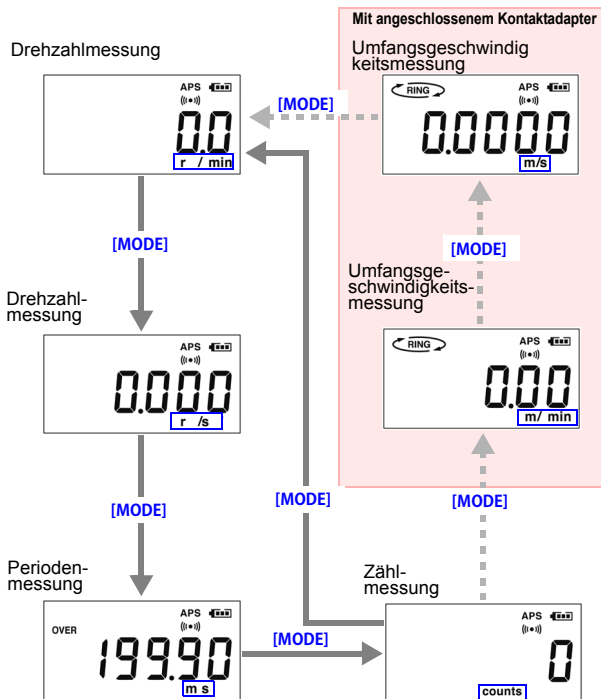 Mit angeschlossenem Kontaktadapter
Drehzahlmessung
APS
0.0
r / min
[MODE]
Umfangsgeschwindig
keitsmessung
RING
APS
0.0000
m/s
[MODE]
[MODE]
Umfangsge-
schwindigkeits-
messung
RING
APS
0.00
m/ min
Drehzahl-
messung
APS
0.000
r /s
[MODE]
[MODE]
[MODE]
Perioden-
messung
APS
OVER
199.90
m s
[MODE]
Zähl-
messung
APS
0
counts